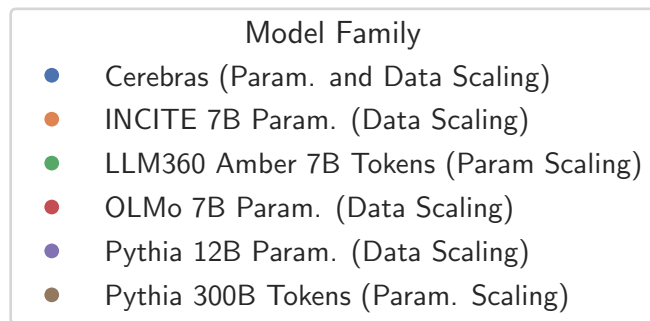 Model Family
Cerebras (Param. and Data Scaling)
INCITE 7B Param. (Data Scaling)
LLM360 Amber 7B Tokens (Param Scaling)
OLMo 7B Param. (Data Scaling)
Pythia 12B Param. (Data Scaling)
Pythia 300B Tokens (Param. Scaling)